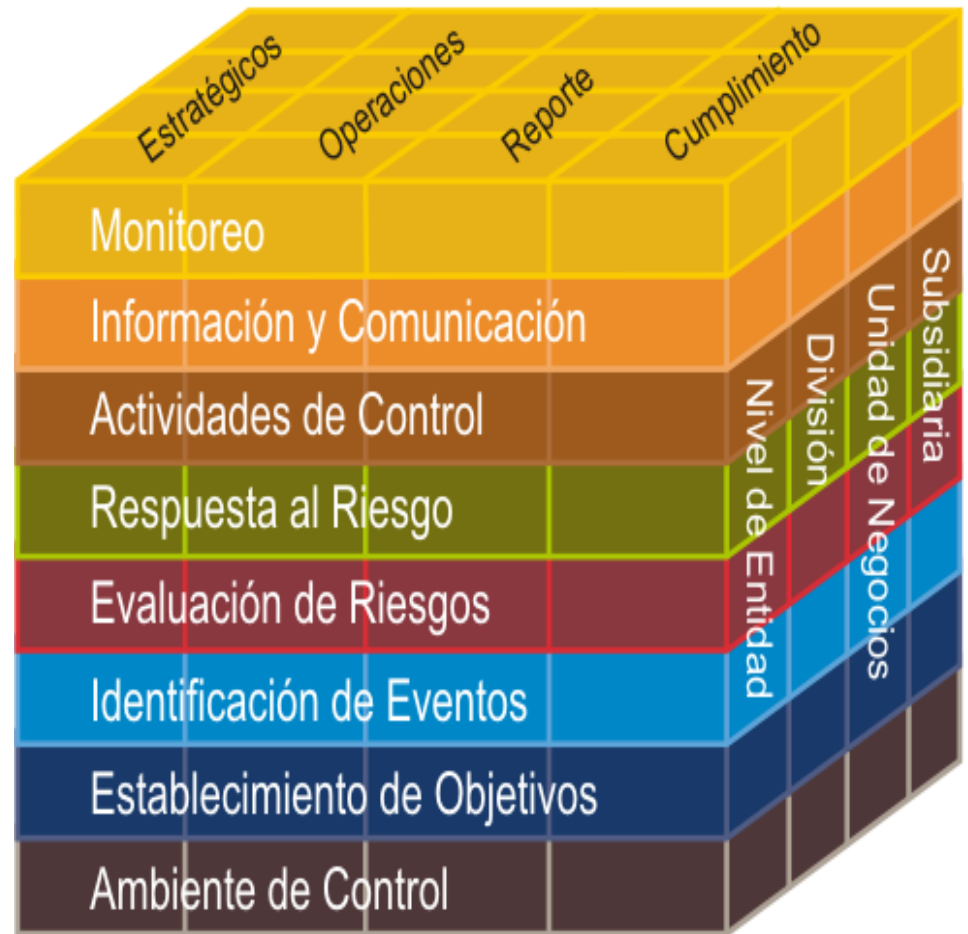 Estratégicos
Operaciones
Reporte
Cumplimiento
Monitoreo
Información y Comunicación
Actividades de Control
Respuesta al Riesgo
Evaluación de Riesgos
Identificación de Eventos
Establecimiento de Objetivos
Ambiente de Control
Nivel de Entidad
División
Unidad de Negocios
Subsidiaria